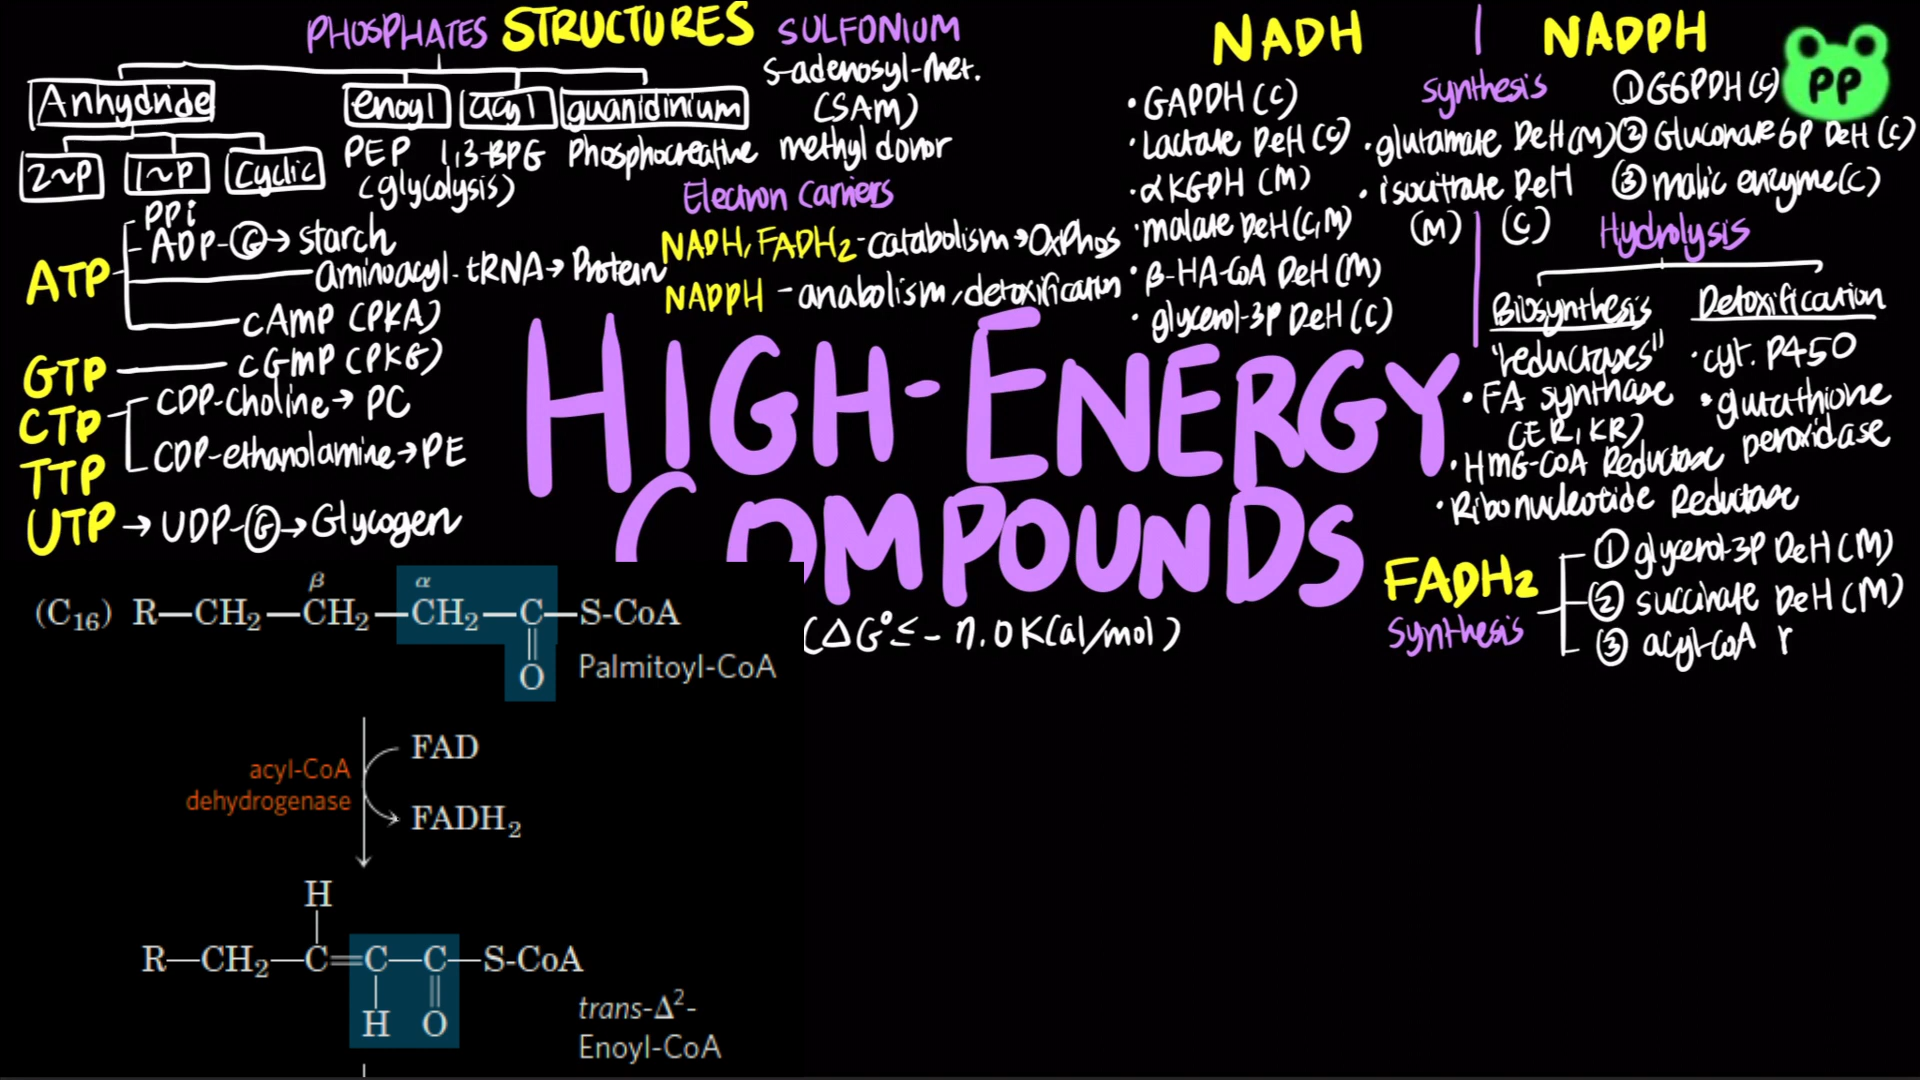 PHOSPHATES STRUCTURES SULFONIUM
s-adenosyl-Met.
(SAM)
methyl donor
Anhydride
enoyl
acyl
guanidinium
2~P
1~P
cyclic
PEP
(glycolysis)
1,3-BPG
Phosphocreatine
PPi
ATP
ADP-G→ starch
aminoacyl-tRNA→ Protein
cAMP (PKA)
GTP
cGMP (PKG)
CTP
CDP-choline→ PC
CDP-ethanolamine→PE
TTP
UTP → UDP-G→ Glycogen
Electron Carriers
NADH, FADH2-catabolism→OxPhos
NADPH - anabolism, detoxification
HIGH-ENERGY
COMPOUNDS
(ΔG°≤- 7.0 Kcal/mol)
NADH | NADPH
PP
Synthesis
• GAPDH (C)
• Lactate DeH (C)
• αKGDH (M)
• malate DeH (C,M)
• β-HA-CoA DeH (M)
• glycerol-3P DeH (C)
• glutamate DeH (M)
• isocitrate DeH
(M) (C)
① G6PDH (C)
② Gluconate 6P DeH (C)
③ malic enzyme (C)
Hydrolysis
Biosynthesis
"reductases"
• FA synthase
(ER, KR)
• HMG-CoA Reductase
• Ribonucleotide Reductase
Detoxification
• cyt. P450
• glutathione
peroxidase
FADH2
Synthesis
① glycerol-3P DeH (M)
② succinate DeH (M)
③ acyl-CoA r
β α
(C16) R—CH2—CH2—CH2—C—S-CoA
O
Palmitoyl-CoA
acyl-CoA
dehydrogenase
FAD
FADH2
H
R—CH2—C=C—C—S-CoA
H O
trans-Δ2-
Enoyl-CoA